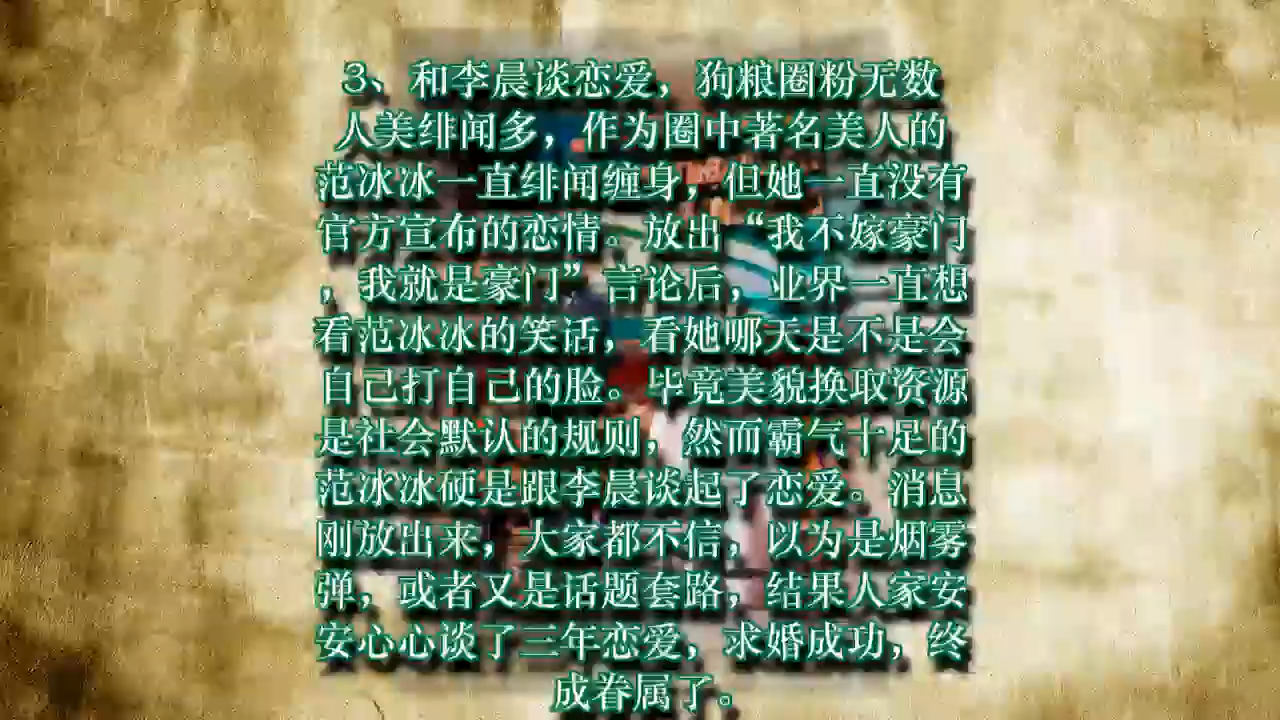 3、和李晨谈恋爱，狗粮圈粉无数
人美绯闻多，作为圈中著名美人的
范冰冰一直绯闻缠身，但她一直没有
官方宣布的恋情。放出“我不嫁豪门
，我就是豪门”言论后，业界一直想
看范冰冰的笑话，看她哪天是不是会
自己打自己的脸。毕竟美貌换取资源
是社会默认的规则，然而霸气十足的
范冰冰硬是跟李晨谈起了恋爱。消息
刚放出来，大家都不信，以为是烟雾
弹，或者又是话题套路，结果人家安
安心心谈了三年恋爱，求婚成功，终
成眷属了。